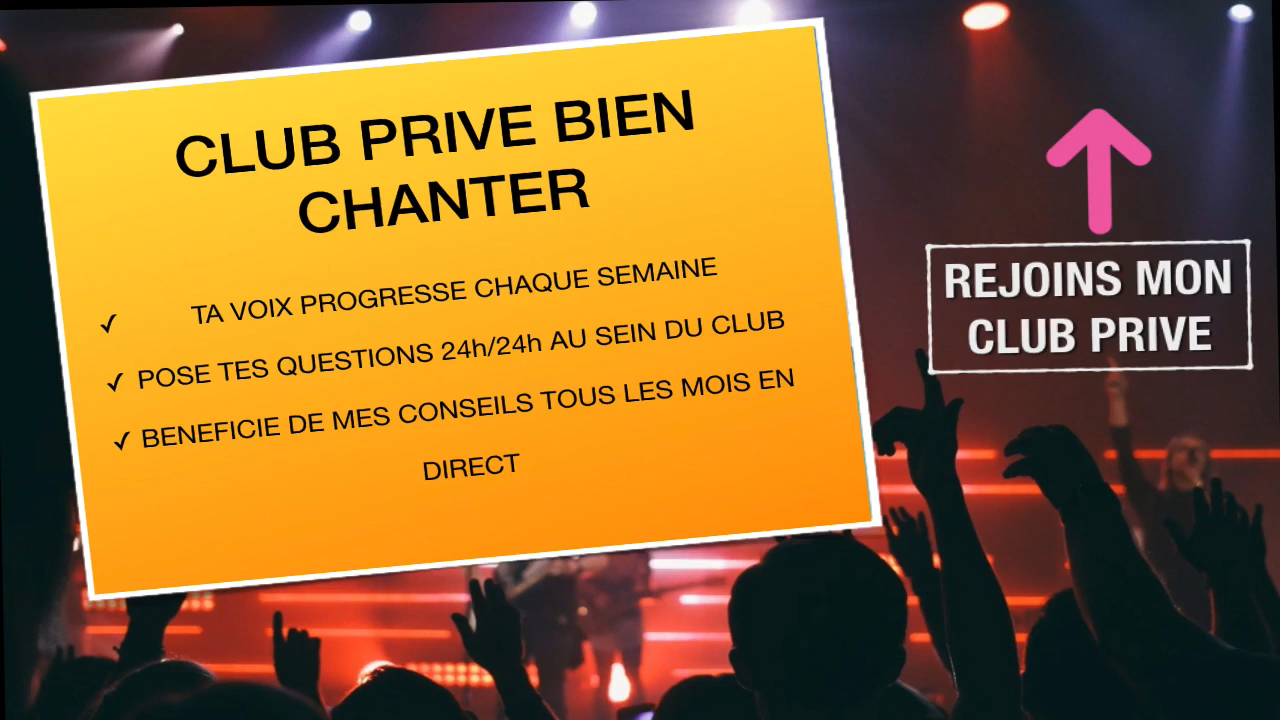 CLUB PRIVE BIEN
CHANTER
✓ TA VOIX PROGRESSE CHAQUE SEMAINE
✓ POSE TES QUESTIONS 24h/24h AU SEIN DU CLUB
✓ BENEFICIE DE MES CONSEILS TOUS LES MOIS EN
DIRECT
REJOINS MON
CLUB PRIVE